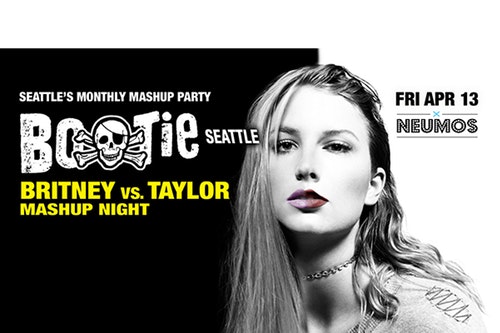 SEATTLE'S MONTHLY MASHUP PARTY
BOOTie SEATTLE
BRITNEY vs. TAYLOR
MASHUP NIGHT
FRI APR 13
×
NEUMOS